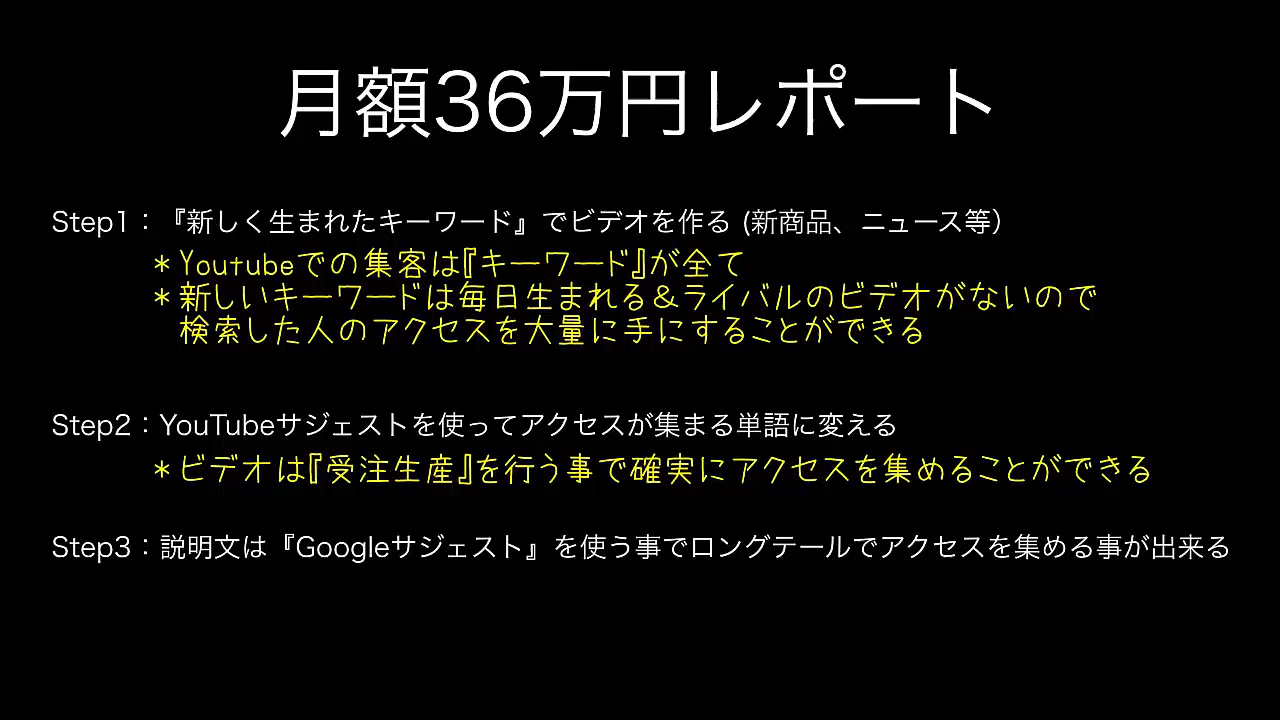 月額36万円レポート
Step1：『新しく生まれたキーワード』でビデオを作る (新商品、ニュース等）
＊Youtubeでの集客は『キーワード』が全て
＊新しいキーワードは毎日生まれる＆ライバルのビデオがないので
検索した人のアクセスを大量に手にすることができる
Step2：YouTubeサジェストを使ってアクセスが集まる単語に変える
＊ビデオは『受注生産』を行う事で確実にアクセスを集めることができる
Step3：説明文は『Googleサジェスト』を使う事でロングテールでアクセスを集める事が出来る